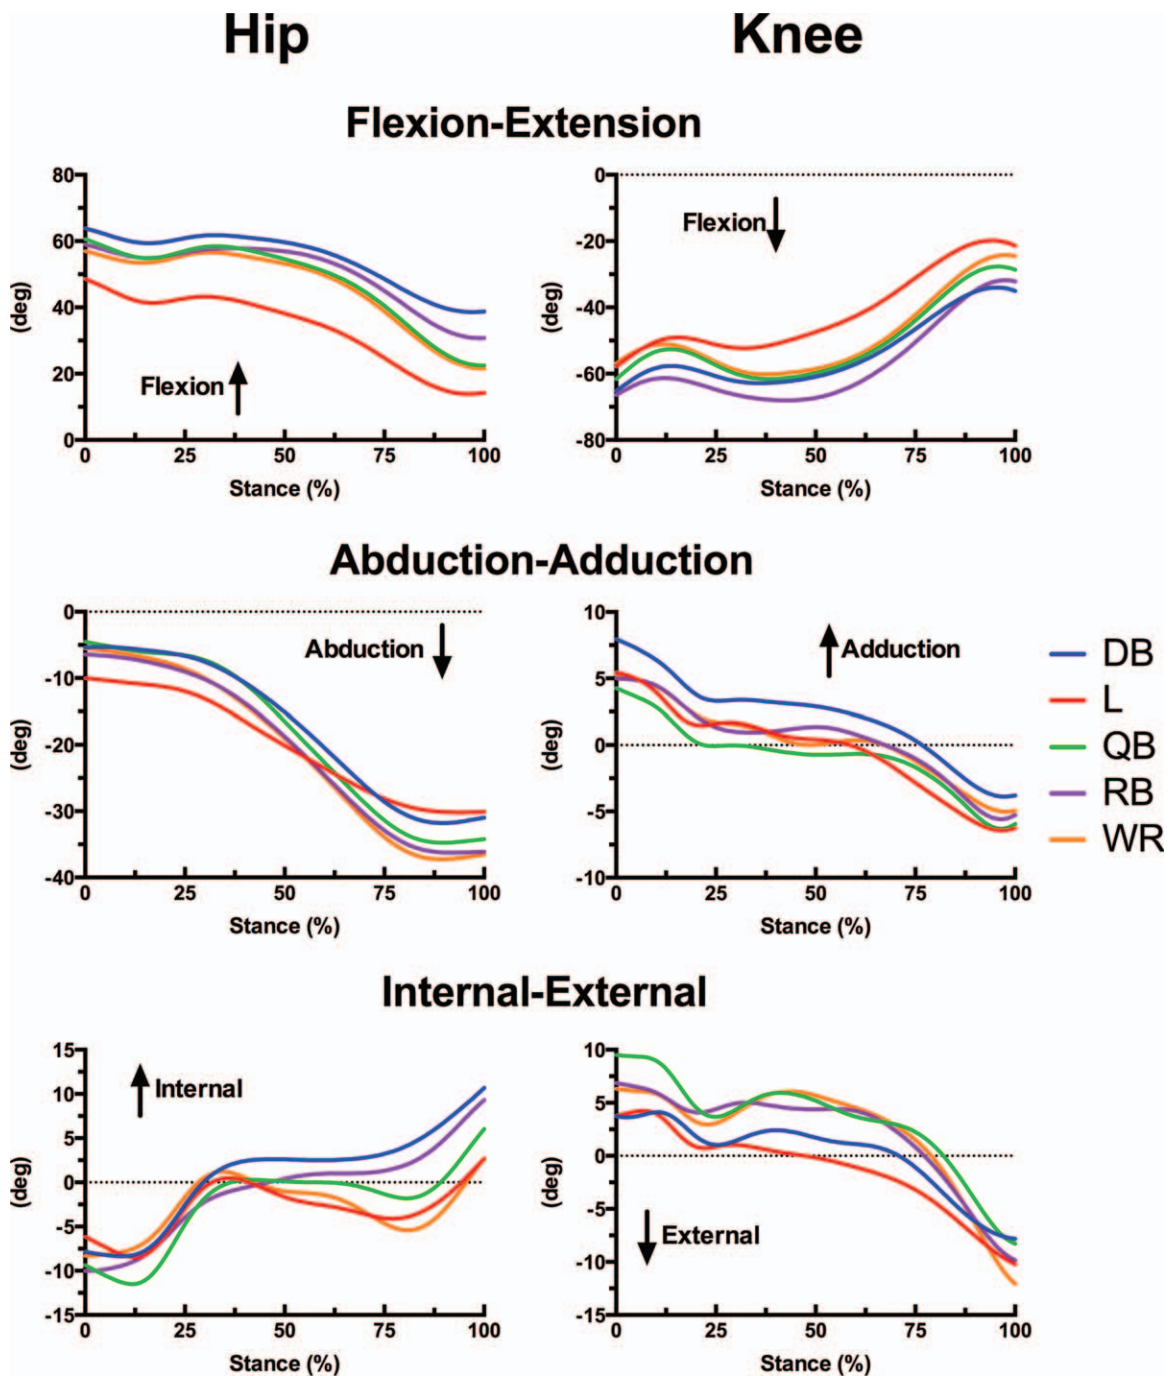 Hip Knee
Flexion-Extension
80 60 40 20 0
(deg)
Flexion
0 25 50 75 100
Stance (%)
0 -20 -40 -60 -80
(deg)
Flexion
0 25 50 75 100
Stance (%)
Abduction-Adduction
0 -10 -20 -30 -40
(deg)
Abduction
0 25 50 75 100
Stance (%)
10 5 0 -5 -10
(deg)
Adduction
0 25 50 75 100
Stance (%)
DB
L
QB
RB
WR
Internal-External
15 10 5 0 -5 -10 -15
(deg)
Internal
0 25 50 75 100
Stance (%)
10 5 0 -5 -10 -15
(deg)
External
0 25 50 75 100
Stance (%)